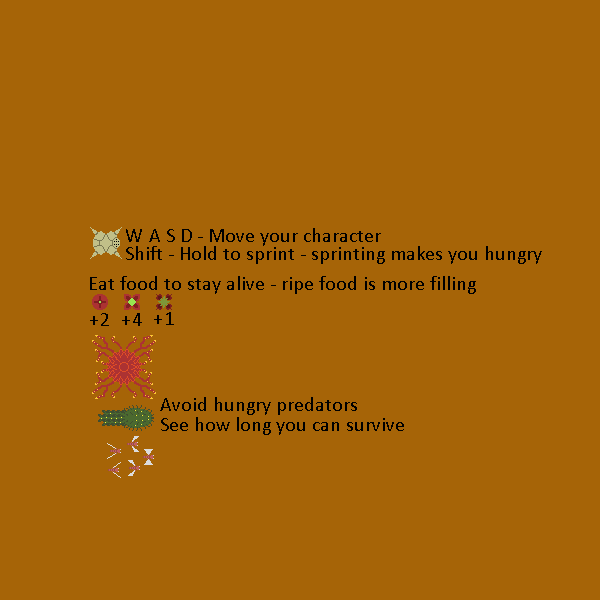 W A S D - Move your character
Shift - Hold to sprint - sprinting makes you hungry
Eat food to stay alive - ripe food is more filling
+2 +4 +1
Avoid hungry predators
See how long you can survive